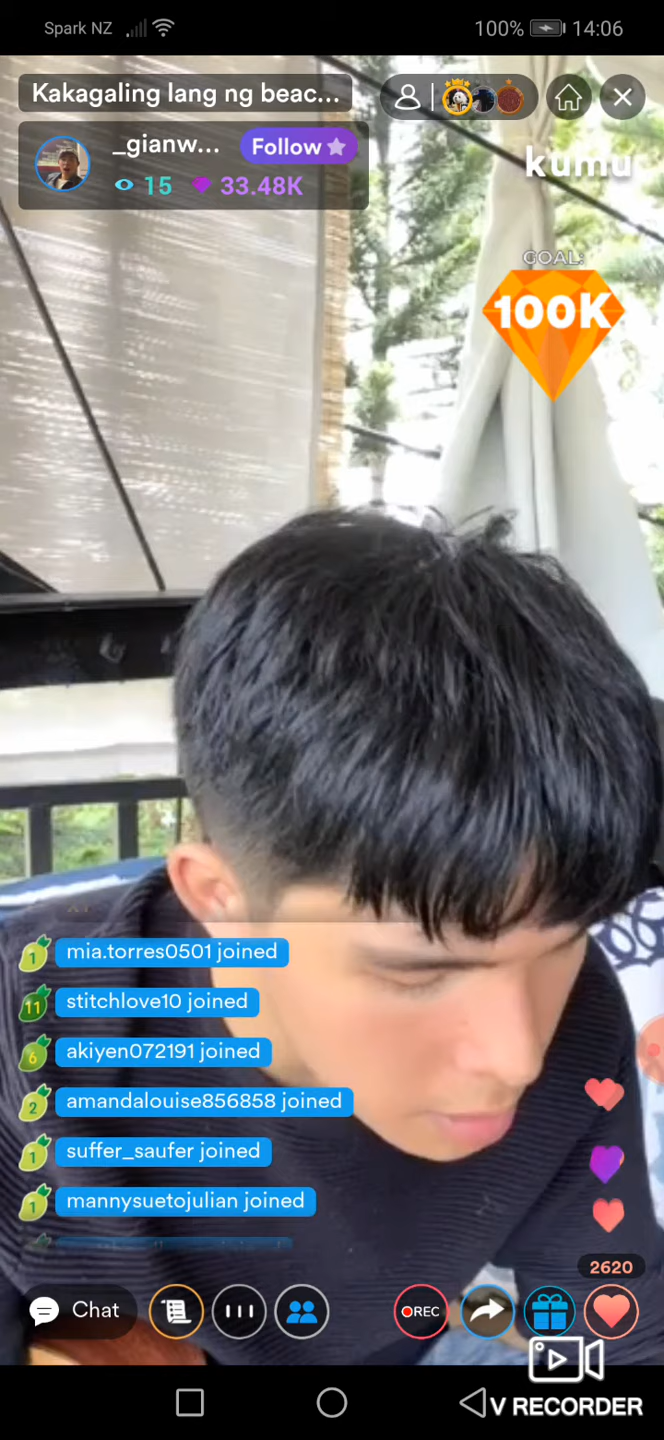 Spark NZ
100%
14:06
Kakagaling lang ng beac...
_gianw...
Follow
15
33.48K
kumu
GOAL:
100K
mia.torres0501 joined
1
stitchlove10 joined
11
akiyen072191 joined
6
amandalouise856858 joined
2
suffer_saufer joined
1
mannysuetojulian joined
1
2620
Chat
REC
V RECORDER